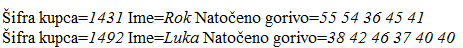 Šifra kupca=1431 Ime=Rok Natočeno gorivo=55 54 36 45 41
Šifra kupca=1492 Ime=Luka Natočeno gorivo=38 42 46 37 40 40